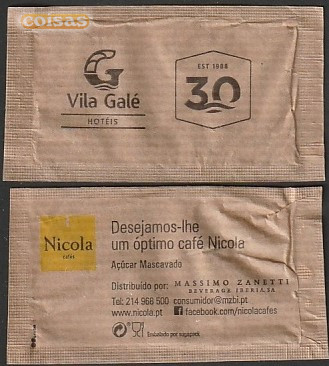 coisas
Vila Galé
HOTÉIS
EST 1988
30
Nicola
cafés
Desejamos-lhe
um óptimo café Nicola
Açúcar Mascavado
Distribuído por: MASSIMO ZANETTI
BEVERAGE IBERIA,SA
Tel: 214 966 500 consumidor@mzbi.pt
www.nicola.pt facebook.com/nicolacafes
Embalado por sugapack